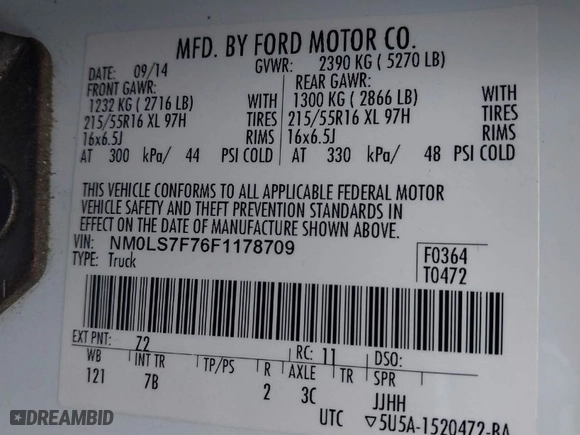 MFD. BY FORD MOTOR CO.
DATE: 09/14 GVWR: 2390 KG ( 5270 LB)
FRONT GAWR: REAR GAWR:
1232 KG ( 2716 LB) WITH 1300 KG ( 2866 LB) WITH
215/55R16 XL 97H TIRES 215/55R16 XL 97H TIRES
16x6.5J RIMS 16x6.5J RIMS
AT 300 kPa/ 44 PSI COLD AT 330 kPa/ 48 PSI COLD
THIS VEHICLE CONFORMS TO ALL APPLICABLE FEDERAL MOTOR
VEHICLE SAFETY AND THEFT PREVENTION STANDARDS IN
EFFECT ON THE DATE OF MANUFACTURE SHOWN ABOVE.
VIN: NM0LS7F76F1178709 F0364
TYPE: Truck T0472
EXT PNT: Z2 RC: 11 DSO:
WB INT TR TP/PS R AXLE TR SPR
121 7B 2 3C JJHH
UTC ▽5U5A-1520472-BA
DREAMBID